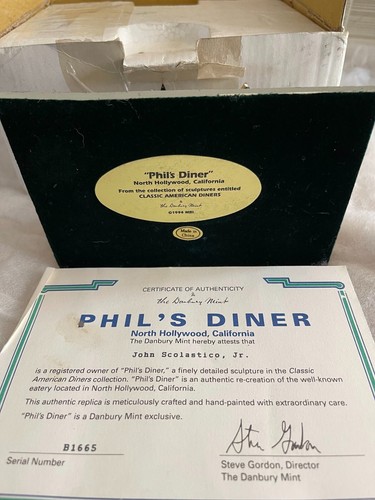 "Phil's Diner"
North Hollywood, California
From the collection of sculptures entitled
CLASSIC AMERICAN DINERS
The Danbury Mint
©1994 MBI
Made in
China
CERTIFICATE OF AUTHENTICITY
The Danbury Mint
PHIL'S DINER
North Hollywood, California
The Danbury Mint hereby attests that
John Scolastico, Jr.
is a registered owner of "Phil's Diner," a finely detailed sculpture in the Classic
American Diners collection. "Phil's Diner" is an authentic re-creation of the well-known
eatery located in North Hollywood, California.
This authentic replica is meticulously crafted and hand-painted with extraordinary care.
"Phil's Diner" is a Danbury Mint exclusive.
B1665
Serial Number
Steve Gordon
Steve Gordon, Director
The Danbury Mint